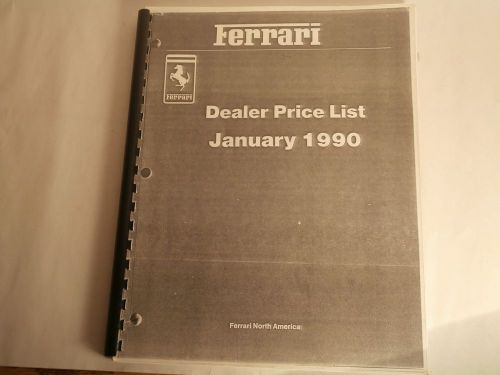 Ferrari
Ferrari
Dealer Price List
January 1990
Ferrari North America